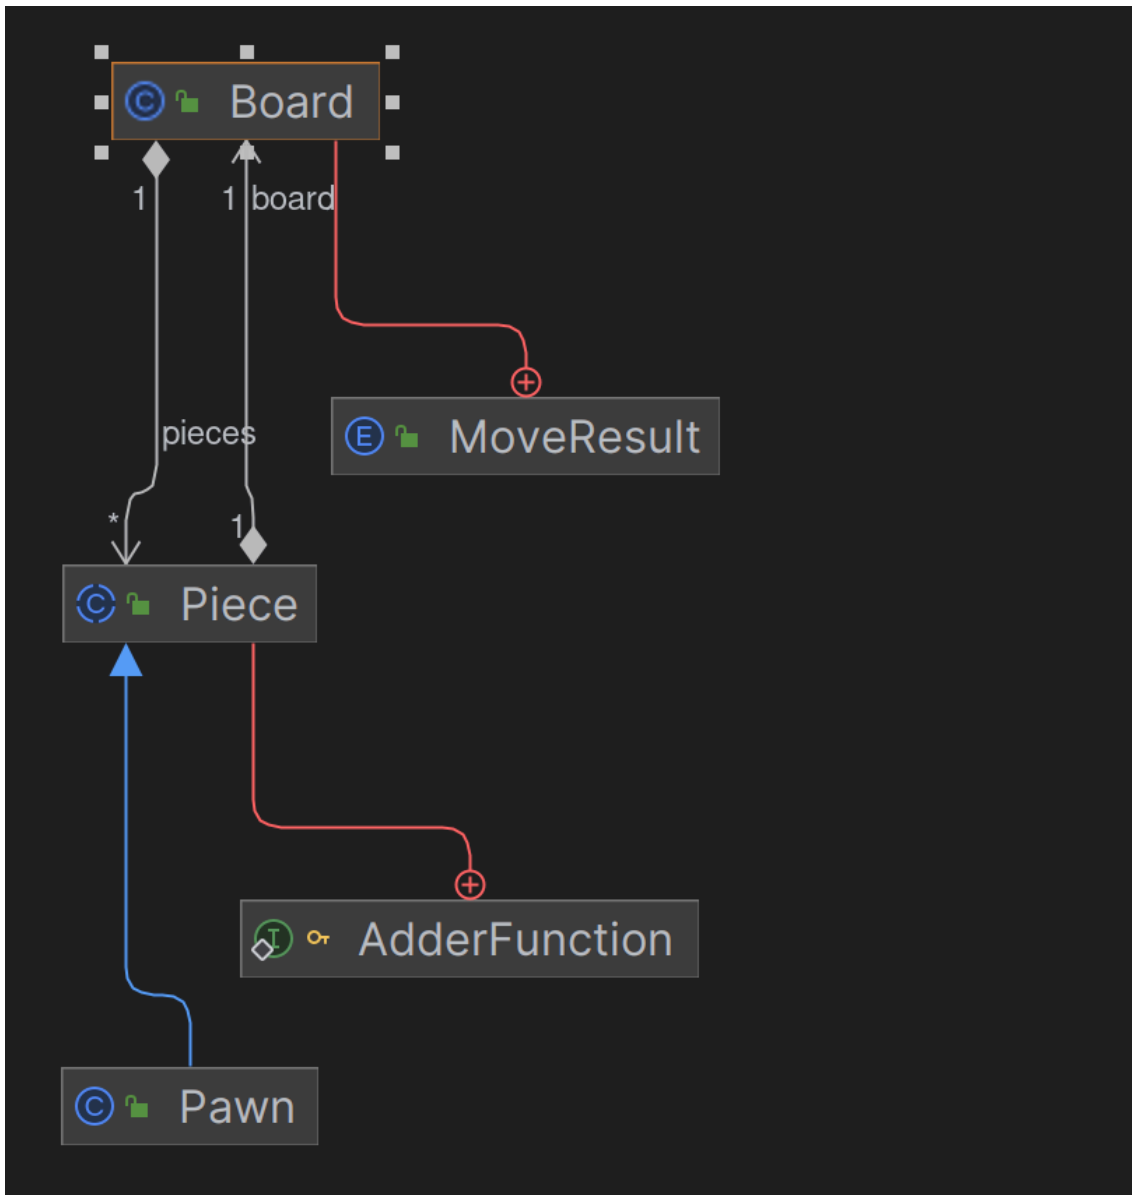 C Board
1
1 board
pieces
E MoveResult
*
1
C Piece
I AdderFunction
C Pawn